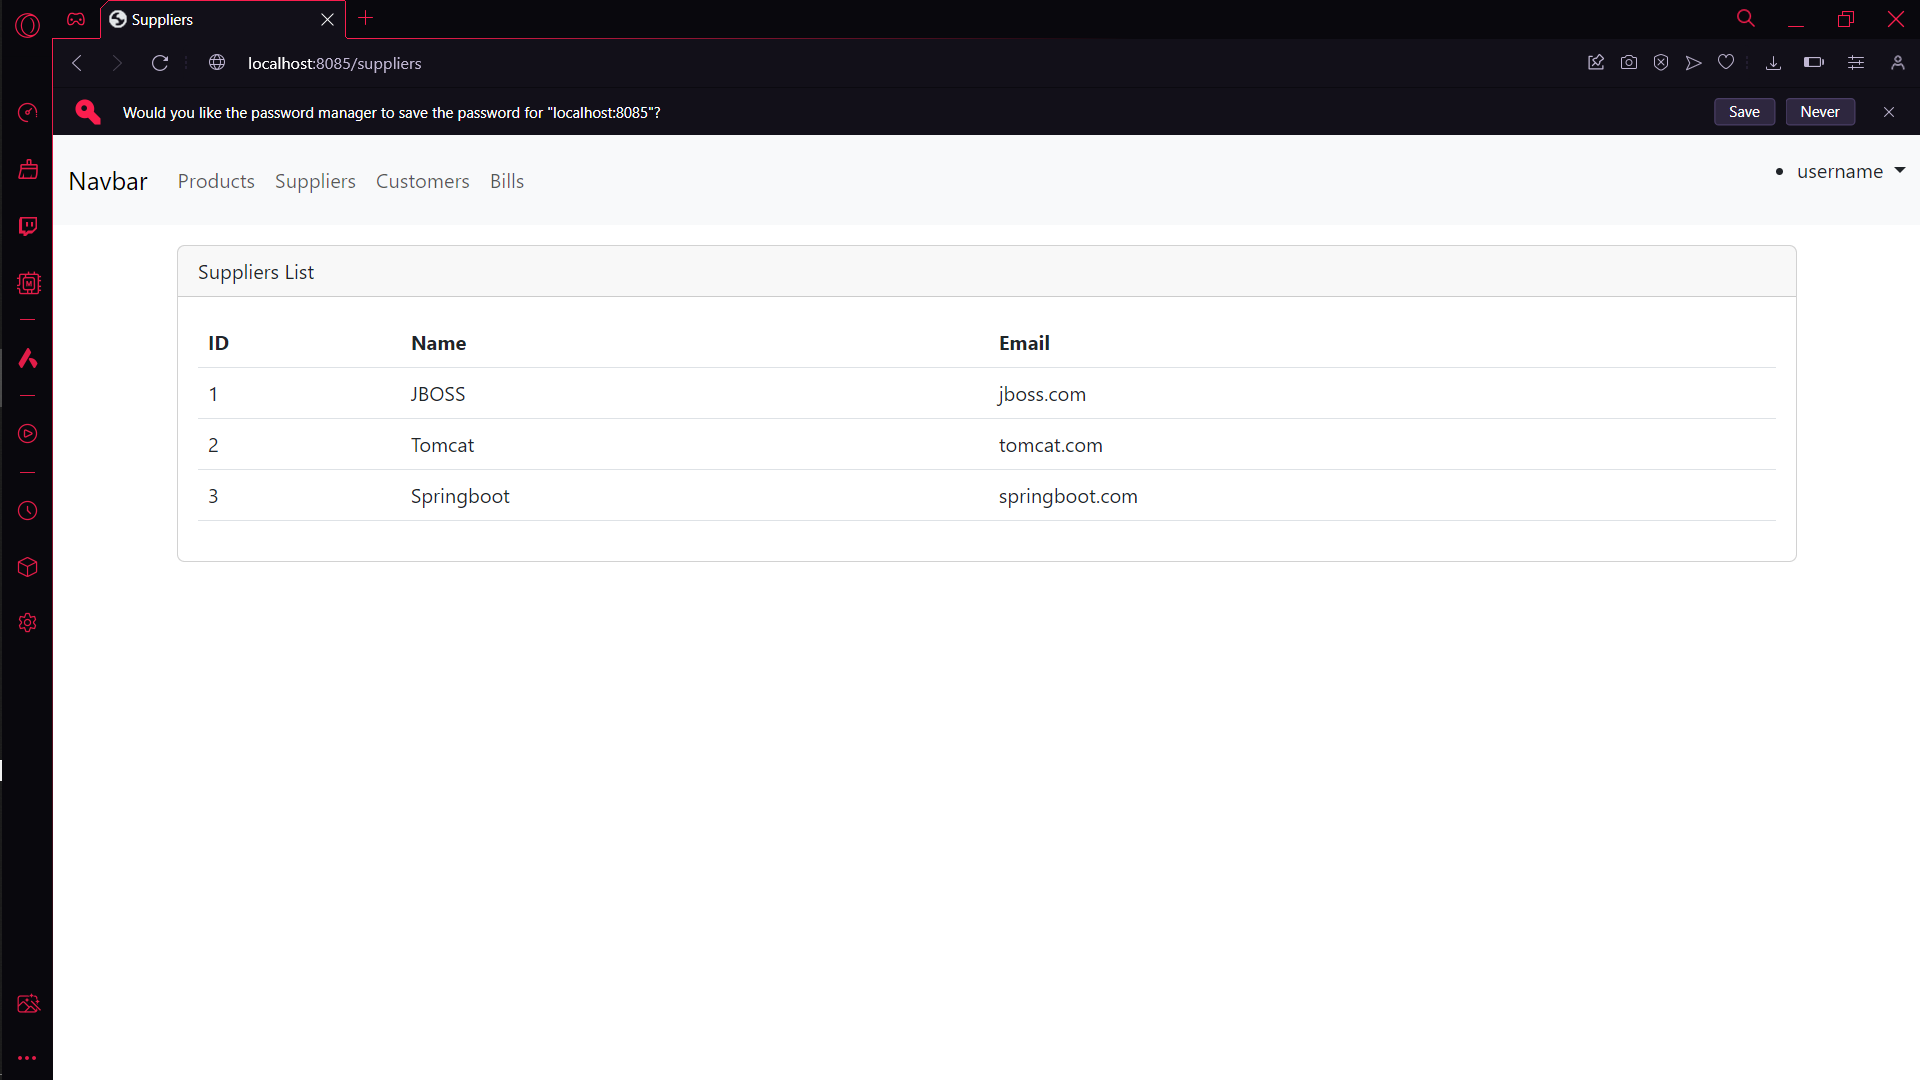 Suppliers
localhost:8085/suppliers
Would you like the password manager to save the password for "localhost:8085"?
Save Never
Navbar Products Suppliers Customers Bills username
Suppliers List
ID Name Email
1 JBOSS jboss.com
2 Tomcat tomcat.com
3 Springboot springboot.com